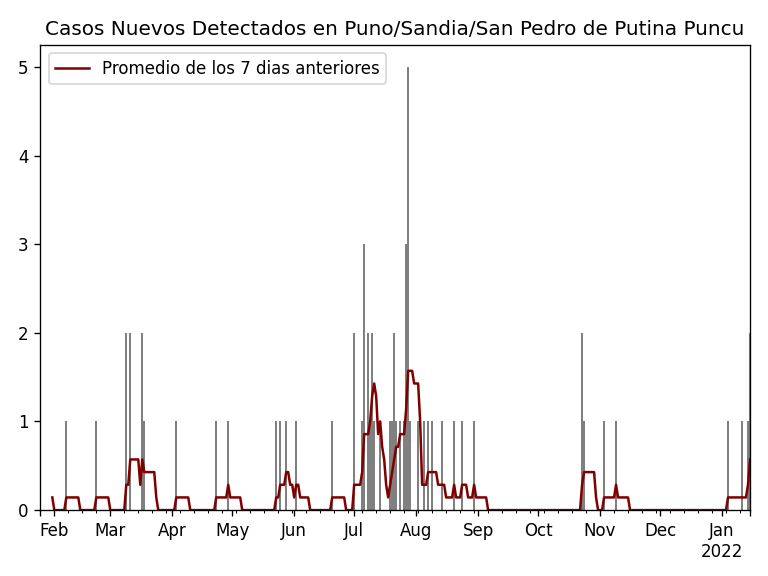 Casos Nuevos Detectados en Puno/Sandia/San Pedro de Putina Puncu
Promedio de los 7 dias anteriores
5
4
3
2
1
0
Feb Mar Apr May Jun Jul Aug Sep Oct Nov Dec Jan
2022